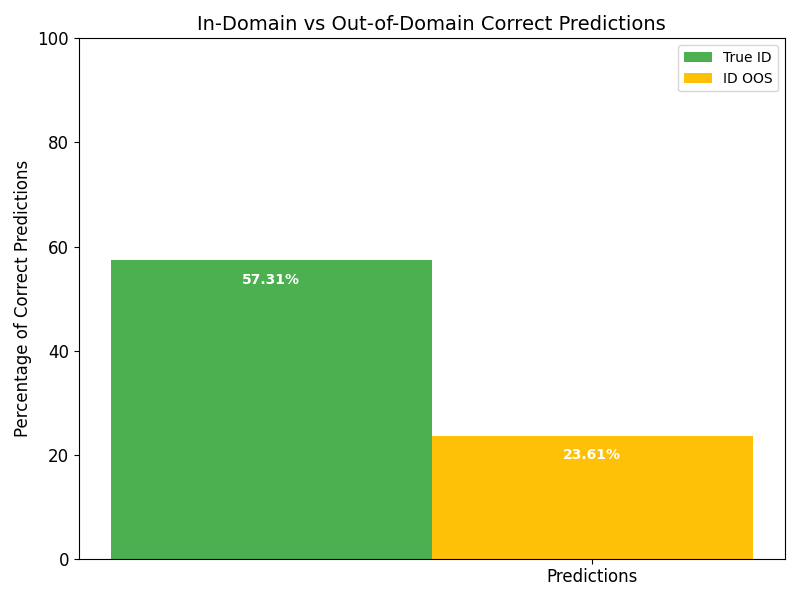 In-Domain vs Out-of-Domain Correct Predictions
True ID
ID OOS
Percentage of Correct Predictions
100
80
60
40
20
0
57.31%
23.61%
Predictions